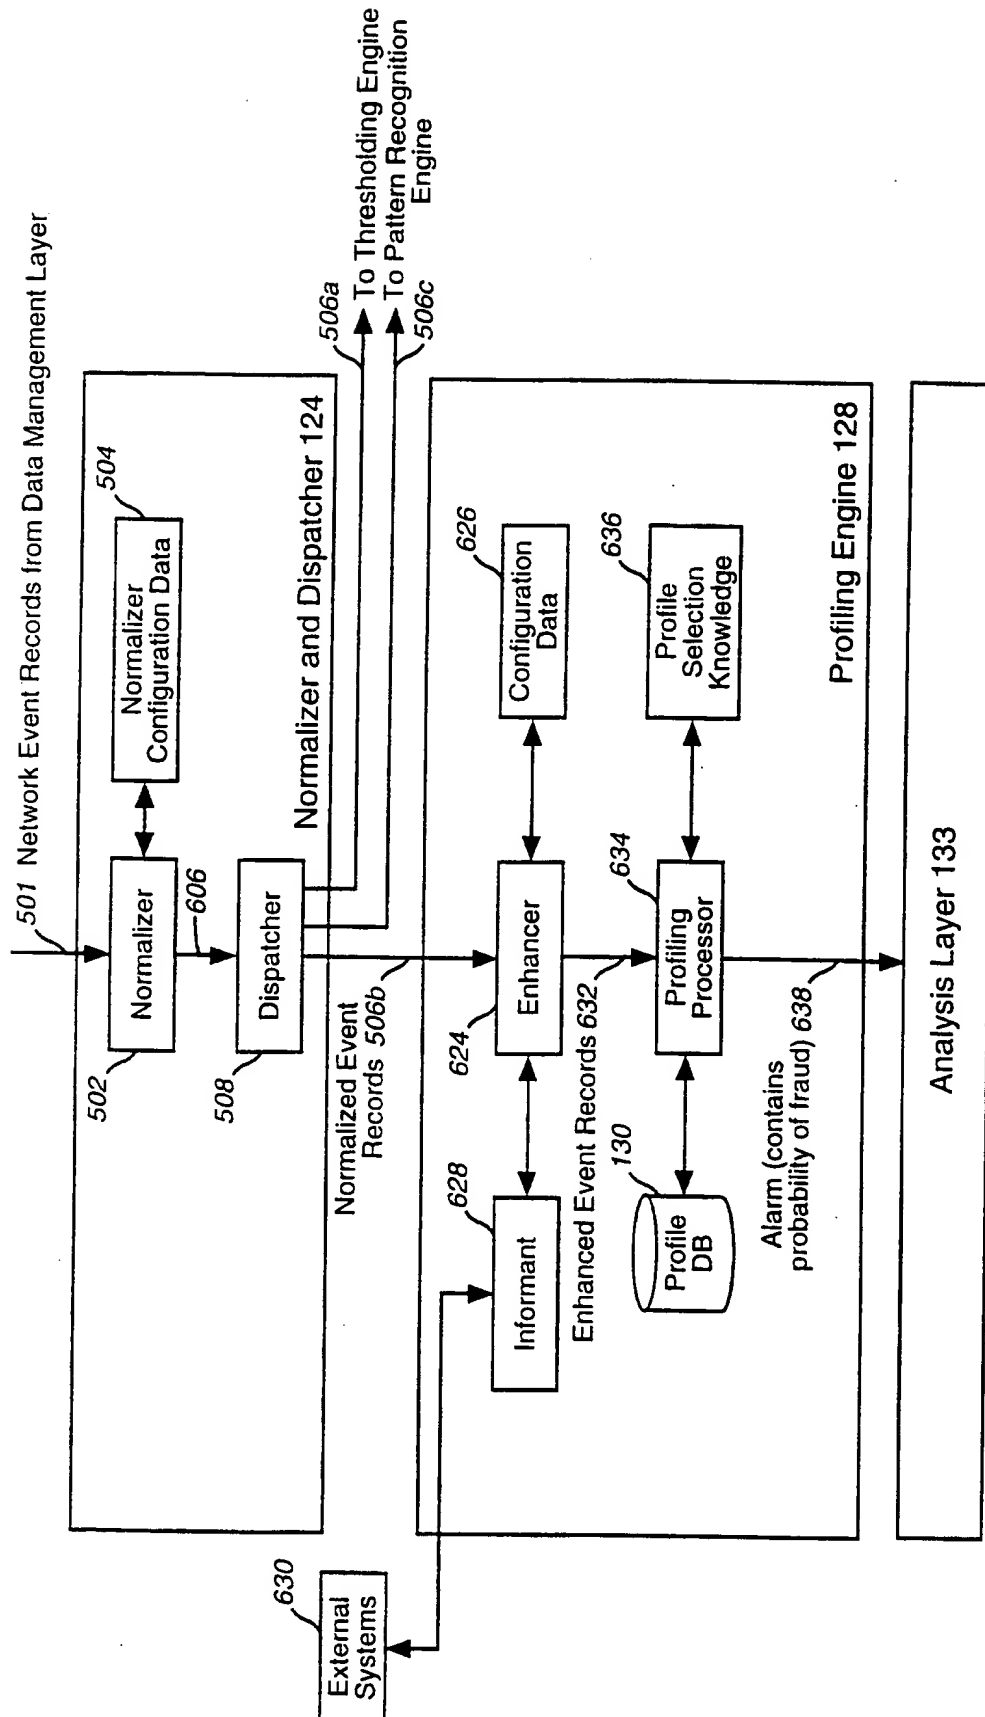 501 Network Event Records from Data Management Layer
Normalizer
Configuration Data
504
Normalizer
502
606
Dispatcher
508
Normalizer and Dispatcher 124
506a
To Thresholding Engine
To Pattern Recognition
Engine
506c
Normalized Event
Records 506b
External
Systems
630
Informant
628
Enhancer
624
Configuration
Data
626
Enhanced Event Records 632
Profile
DB
130
Profiling
Processor
634
Profile
Selection
Knowledge
636
Profiling Engine 128
Alarm (contains
probability of fraud) 638
Analysis Layer 133